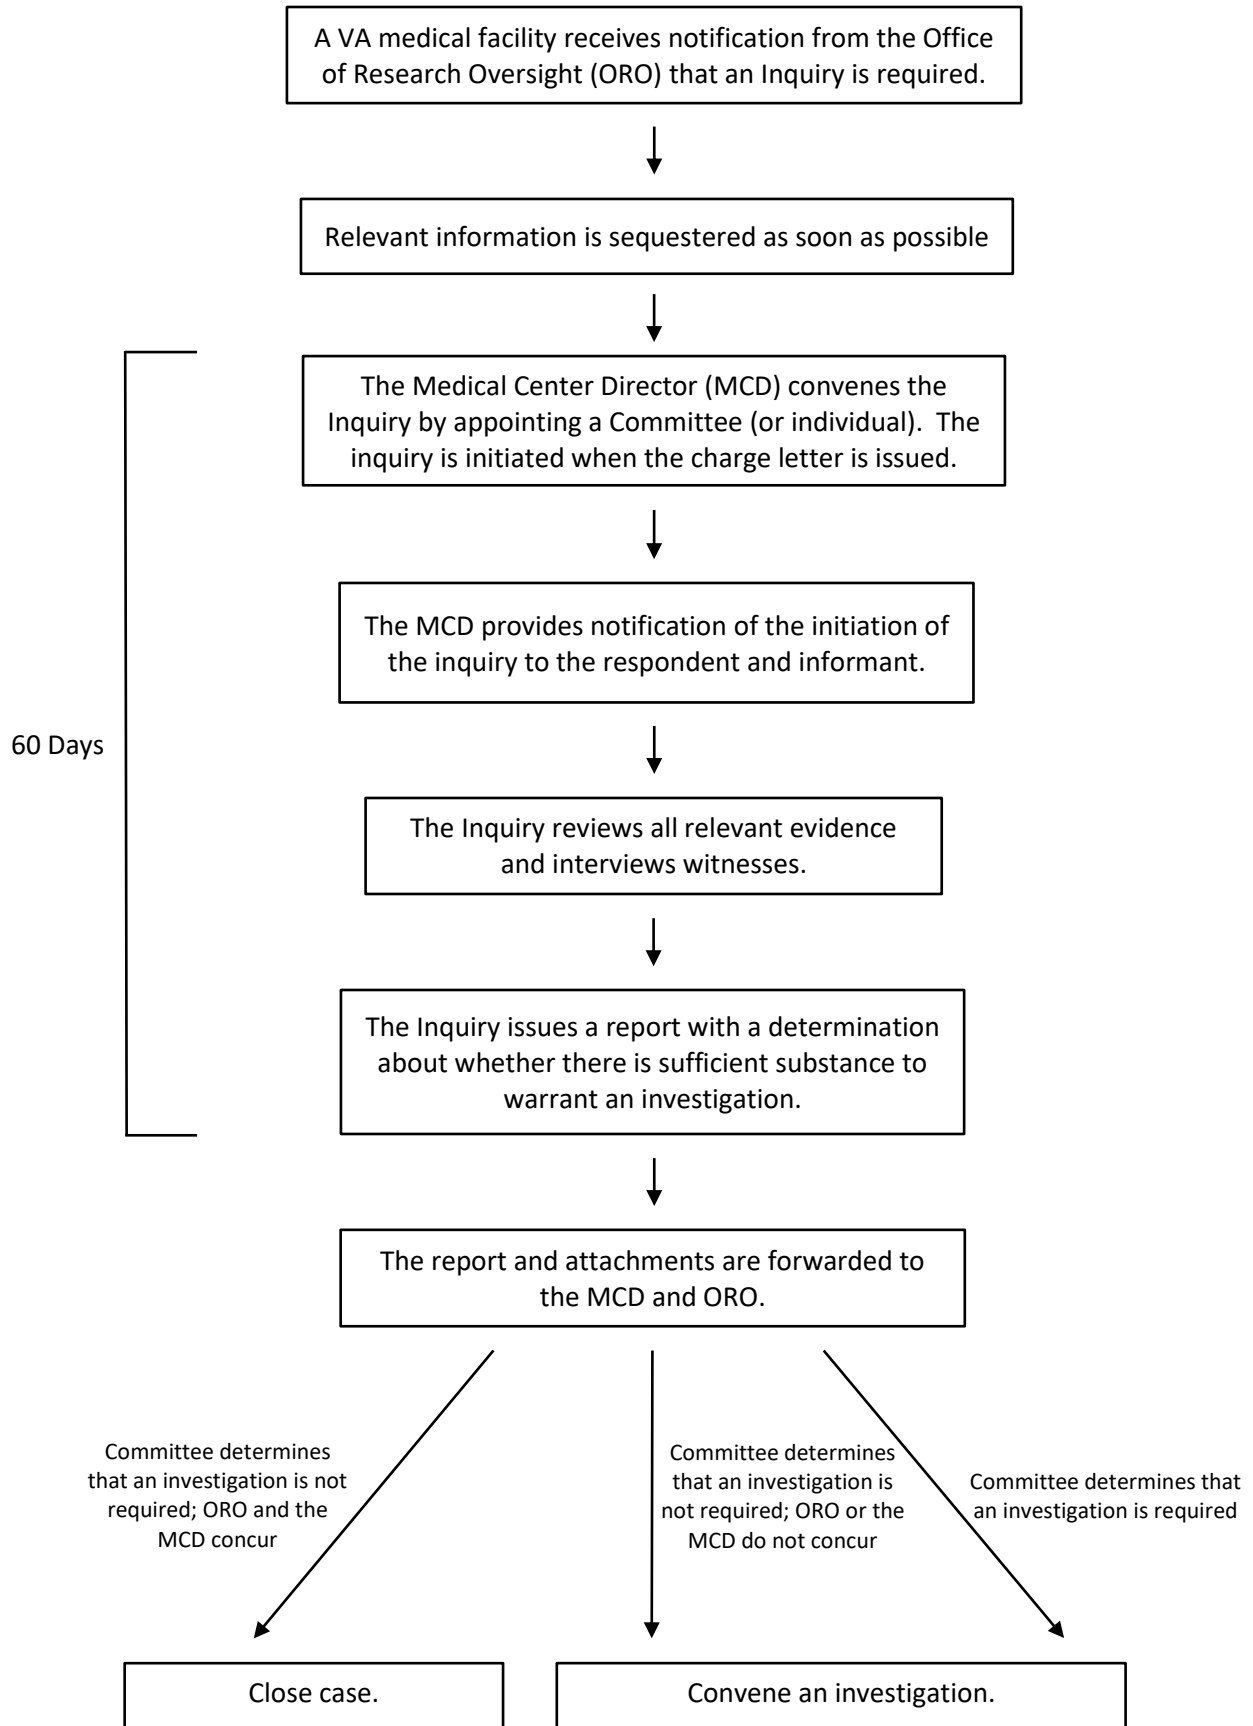 A VA medical facility receives notification from the Office
of Research Oversight (ORO) that an Inquiry is required.
Relevant information is sequestered as soon as possible
The Medical Center Director (MCD) convenes the
Inquiry by appointing a Committee (or individual).  The
inquiry is initiated when the charge letter is issued.
The MCD provides notification of the initiation of
the inquiry to the respondent and informant.
60 Days
The Inquiry reviews all relevant evidence
and interviews witnesses.
The Inquiry issues a report with a determination
about whether there is sufficient substance to
warrant an investigation.
The report and attachments are forwarded to
the MCD and ORO.
Committee determines
that an investigation is not
required; ORO and the
MCD concur
Committee determines
that an investigation is
not required; ORO or the
MCD do not concur
Committee determines that
an investigation is required
Close case.
Convene an investigation.